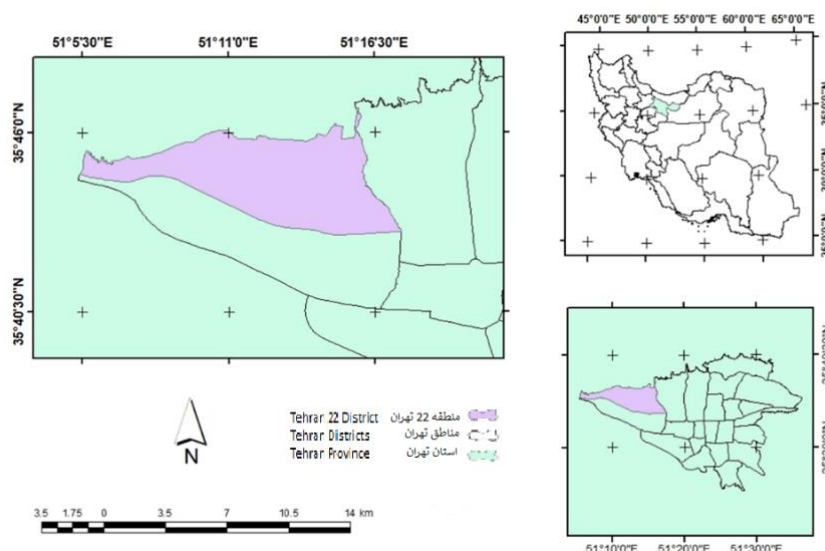 51°5'30"E 51°11'0"E 51°16'30"E
35°46'0"N
35°40'30"N
45°0'0"E 50°0'0"E 55°0'0"E 60°0'0"E 65°0'0"E
Tehran 22 District منطقه 22 تهران
Tehran Districts مناطق تهران
Tehran Province استان تهران
N
3.5 1.75 0 3.5 7 10.5 14 km
51°10'0"E 51°20'0"E 51°30'0"E